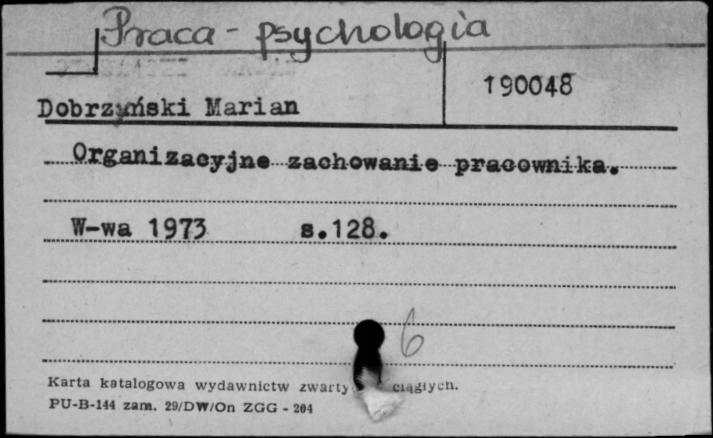 Praca - psychologia
190048
Dobrzyński Marian
Organizacyjne zachowanie pracownika.
W-wa 1973 s.128.
6
Karta katalogowa wydawnictw ciągłych.
PU-B-144 zam. 29/DW/On ZGG - 204